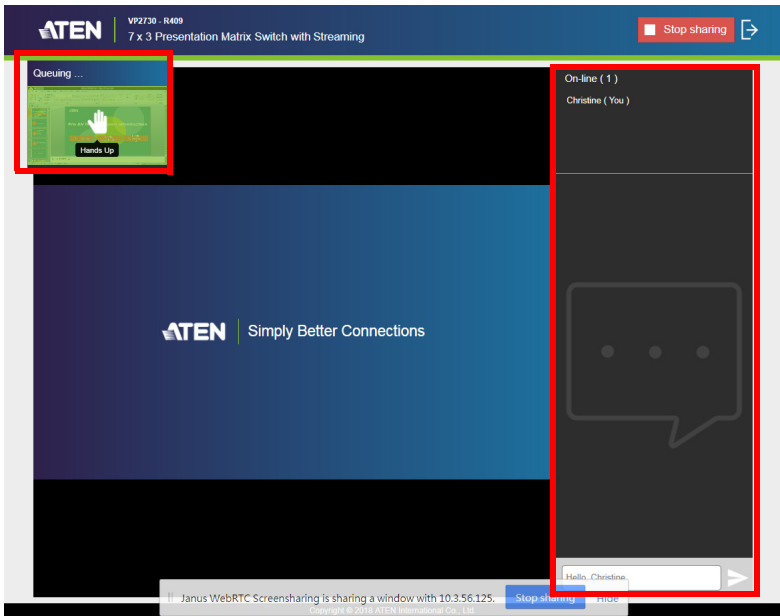 ATEN
VP2730 - R409
7 x 3 Presentation Matrix Switch with Streaming
Stop sharing
Queuing ...
Hands Up
On-line ( 1 )
Christine ( You )
ATEN
Simply Better Connections
Hello, Christine
Janus WebRTC Screensharing is sharing a window with 10.3.56.125.
Stop sharing
Hide
Copyright © 2018 ATEN International Co., Ltd.